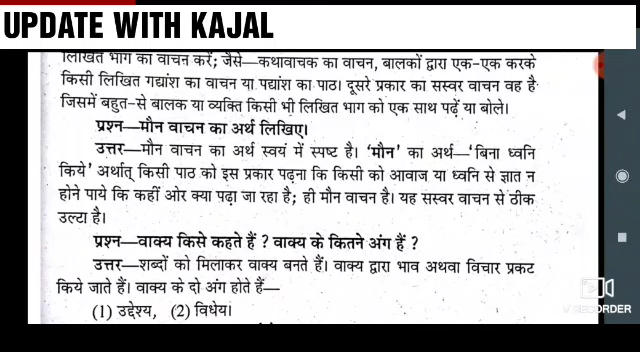 UPDATE WITH KAJAL
लिखित भाग का वाचन करें; जैसे—कथावाचक का वाचन, बालकों द्वारा एक-एक करके
किसी लिखित गद्यांश का वाचन या पद्यांश का पाठ। दूसरे प्रकार का सस्वर वाचन वह है
जिसमें बहुत-से बालक या व्यक्ति किसी भी लिखित भाग को एक साथ पढ़ें या बोले।
प्रश्न—मौन वाचन का अर्थ लिखिए।
उत्तर—मौन वाचन का अर्थ स्वयं में स्पष्ट है। 'मौन' का अर्थ—'बिना ध्वनि
किये' अर्थात् किसी पाठ को इस प्रकार पढ़ना कि किसी को आवाज या ध्वनि से ज्ञात न
होने पाये कि कहीं ओर क्या पढ़ा जा रहा है; ही मौन वाचन है। यह सस्वर वाचन से ठीक
उल्टा है।
प्रश्न—वाक्य किसे कहते हैं ? वाक्य के कितने अंग हैं ?
उत्तर—शब्दों को मिलाकर वाक्य बनते हैं। वाक्य द्वारा भाव अथवा विचार प्रकट
किये जाते हैं। वाक्य के दो अंग होते हैं—
(1) उद्देश्य, (2) विधेय।
V RECORDER